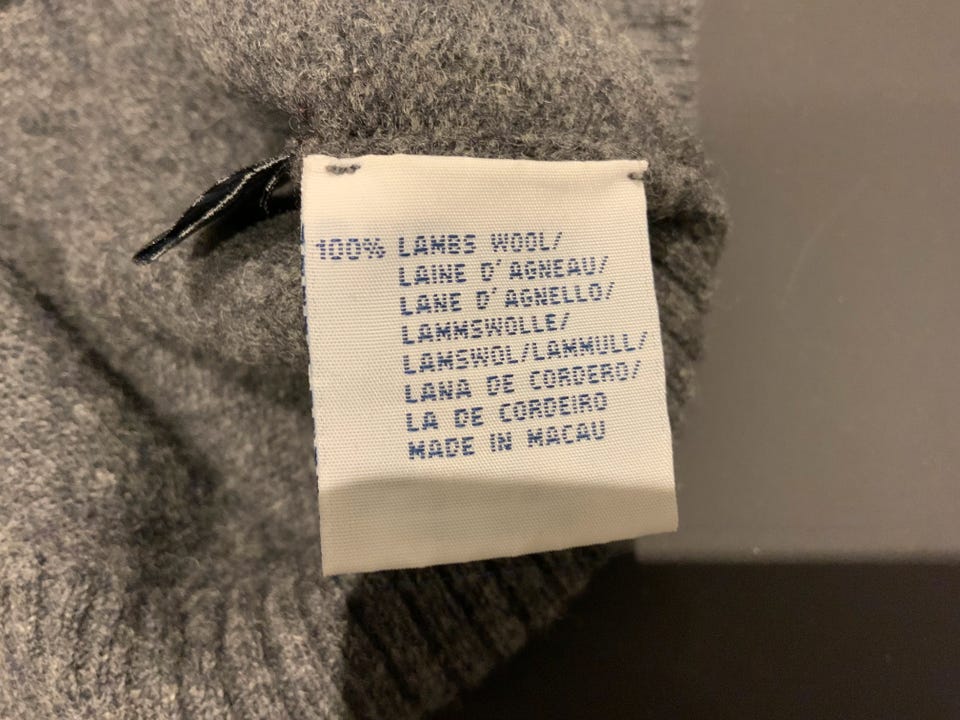 100% LAMBS WOOL/
LAINE D'AGNEAU/
LANE D'AGNELLO/
LAMMSWOLLE/
LAMSWOL/LAMMULL/
LANA DE CORDERO/
LA DE CORDEIRO
MADE IN MACAU